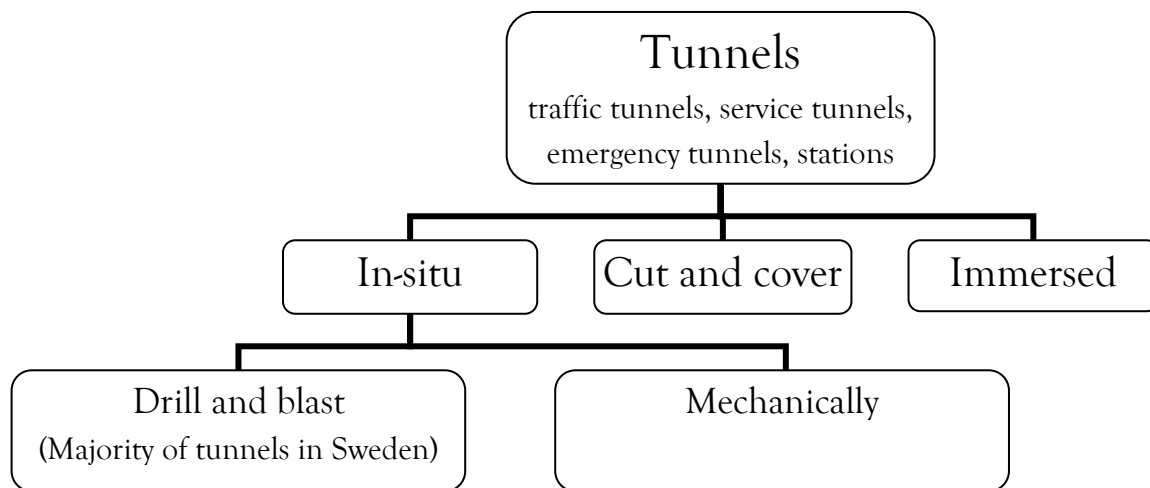 Tunnels
traffic tunnels, service tunnels,
emergency tunnels, stations
In-situ
Cut and cover
Immersed
Drill and blast
(Majority of tunnels in Sweden)
Mechanically